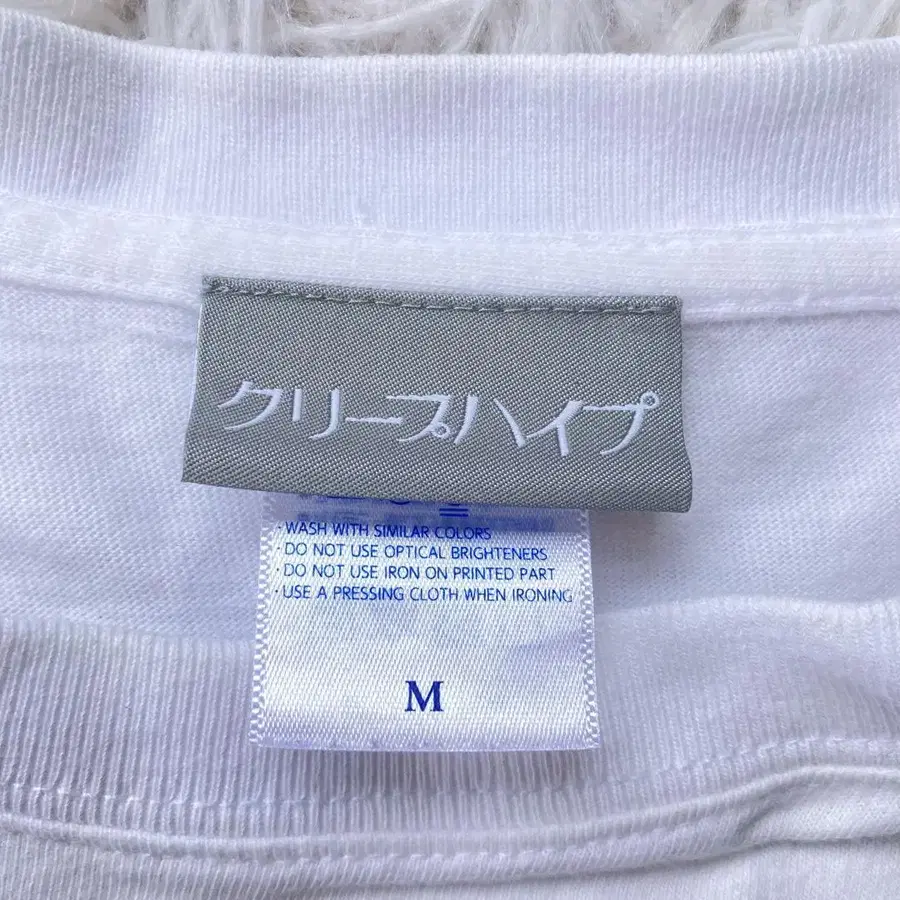 クリープハイプ
· WASH WITH SIMILAR COLORS
· DO NOT USE OPTICAL BRIGHTENERS
· DO NOT USE IRON ON PRINTED PART
· USE A PRESSING CLOTH WHEN IRONING
M